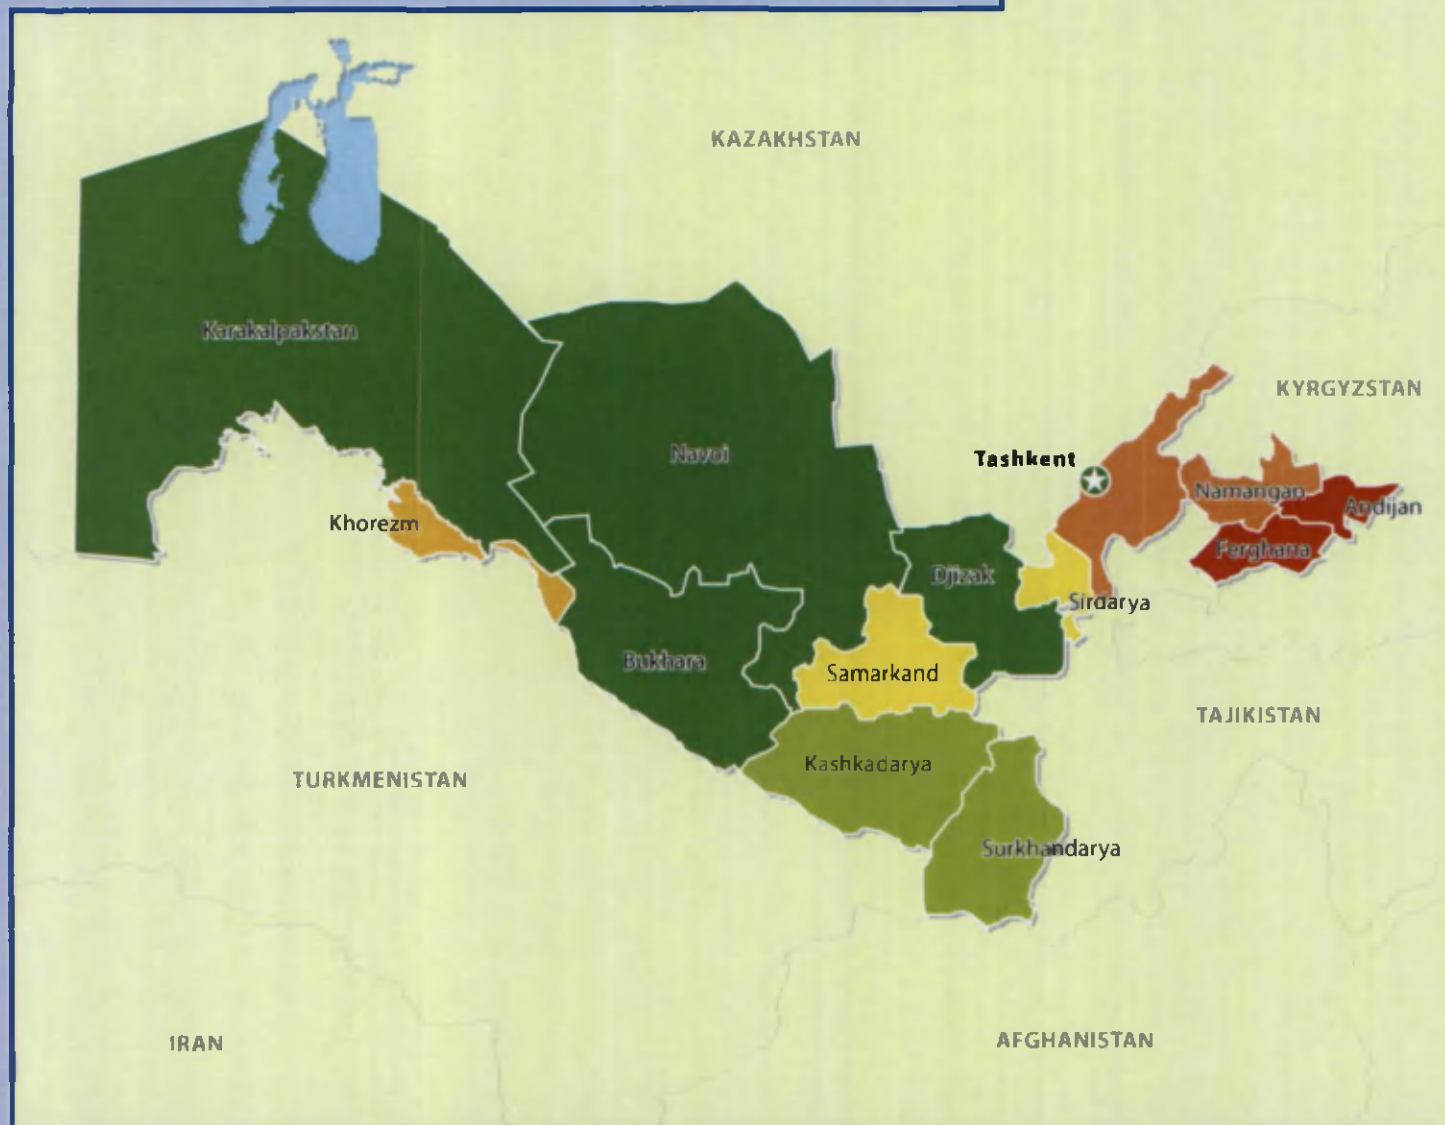 KAZAKHSTAN
Karakalpakstan
KYRGYZSTAN
Navoi
Tashkent
Namangan
Andijan
Khorezm
Ferghana
Djizak
Sirdarya
Bukhara
Samarkand
TAJIKISTAN
Kashkadarya
TURKMENISTAN
Surkhandarya
IRAN
AFGHANISTAN